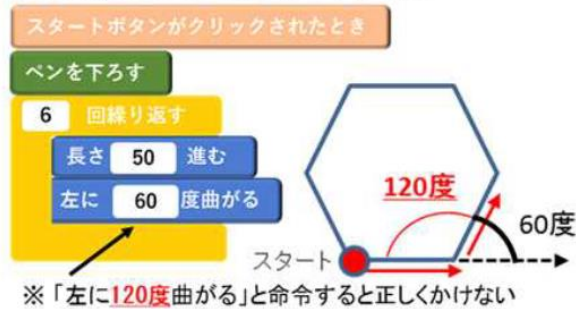 スタートボタンがクリックされたとき
ペンを下ろす
6 回繰り返す
長さ 50 進む
左に 60 度曲がる
120度
60度
スタート
※「左に120度曲がる」と命令すると正しくかけない